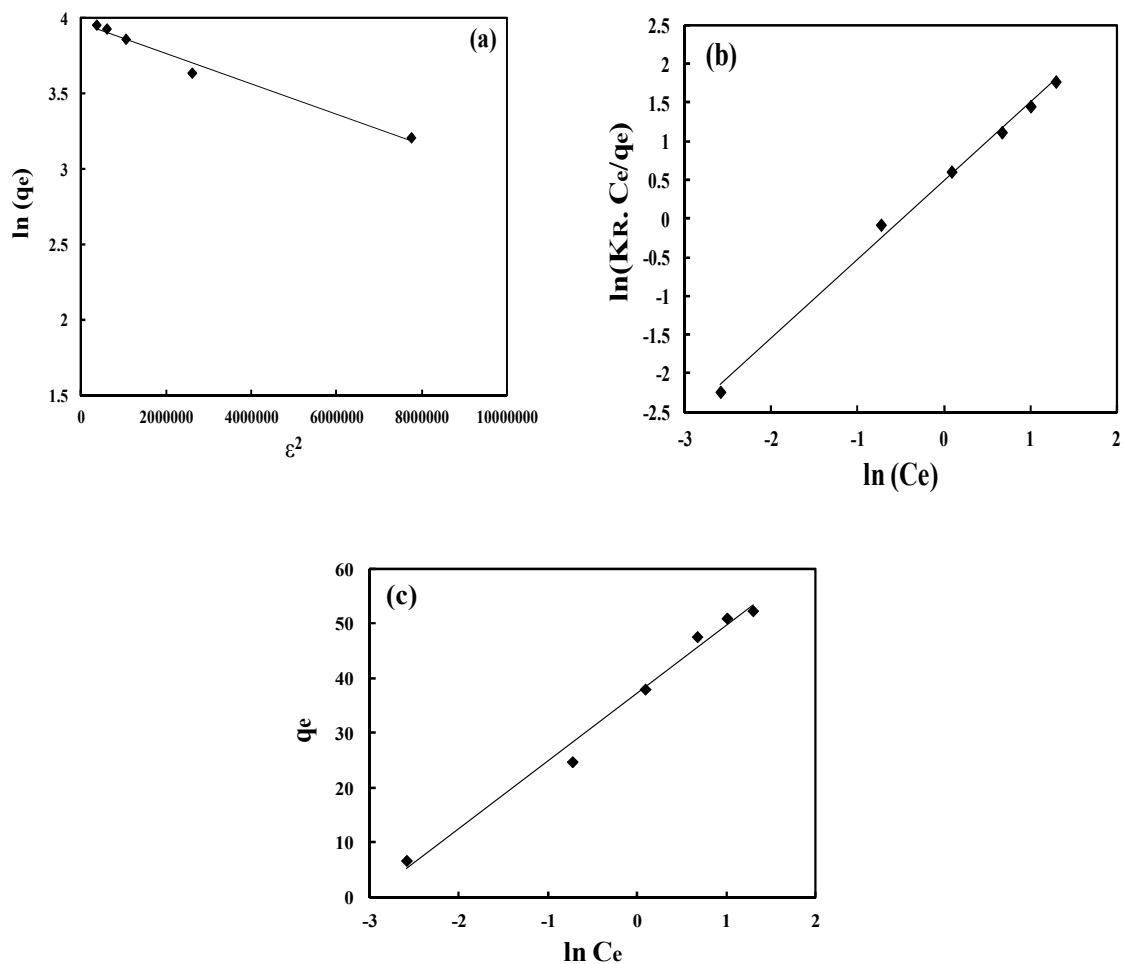 (a)
ln (qe)
4
3.5
3
2.5
2
1.5
0 2000000 4000000 6000000 8000000 10000000
ε2
(b)
ln(KR. Ce/qe)
2.5
2
1.5
1
0.5
0
-0.5
-1
-1.5
-2
-2.5
-3 -2 -1 0 1 2
ln (Ce)
(c)
qe
60
50
40
30
20
10
0
-3 -2 -1 0 1 2
ln Ce